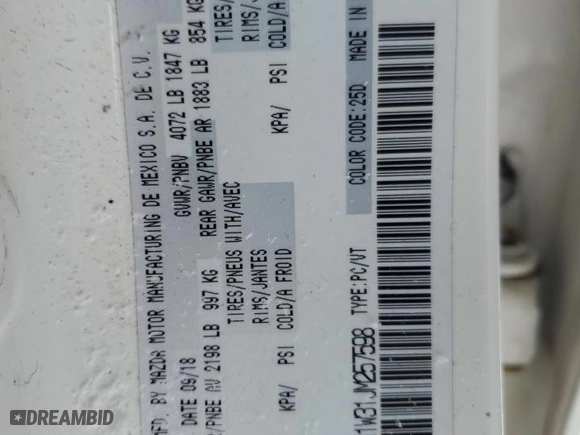 MFD. BY MAZDA MOTOR MANUFACTURING DE MEXICO S.A. DE C.V.
DATE 09/18 GVWR/PNBV 4072 LB 1847 KG
/PNBE AV 2198 LB 997 KG REAR GAWR/PNBE AR 1883 LB 854 KG
TIRES/PNEUS WITH/AVEC TIRES/
RIMS/JANTES RIMS/
KPA/ PSI COLD/A FROID KPA/ PSI COLD/A
1W31JM257598 TYPE:PC/VT COLOR CODE:25D MADE IN
DREAMBID